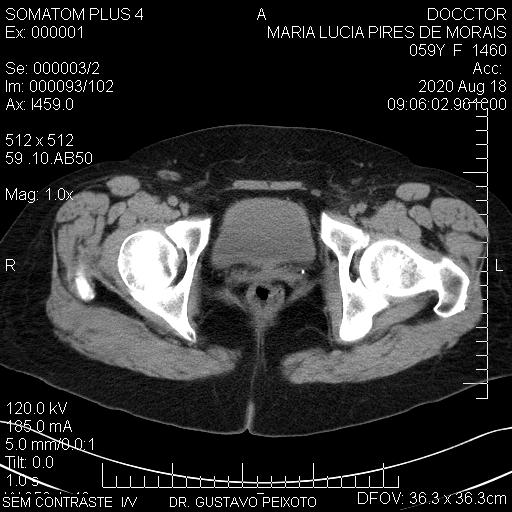 SOMATOM PLUS 4
Ex: 000001
Se: 000003/2
Im: 000093/102
Ax: I459.0
512 x 512
59 .10.AB50
Mag: 1.0x
A
DOCCTOR
MARIA LUCIA PIRES DE MORAIS
059Y F 1460
Acc:
2020 Aug 18
R
L
120.0 kV
185.0 mA
5.0 mm/0.0:1
Tilt: 0.0
1.0 s
SEM CONTRASTE I/V
DR. GUSTAVO PEIXOTO
DFOV: 36.3 x 36.3cm